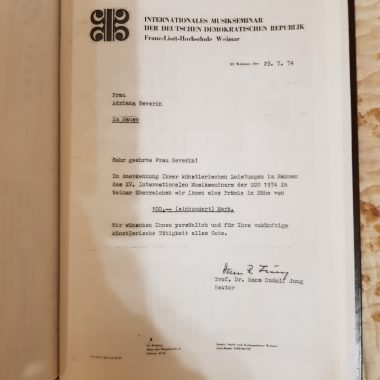 INTERNATIONALES MUSIKSEMINAR
DER DEUTSCHEN DEMOKRATISCHEN REPUBLIK
Franz-Liszt-Hochschule Weimar
53 Weimar, den 23. 7. 74
Frau
Adriana Severin
im Hause
Sehr geehrte Frau Severin!
In Anerkennung Ihrer künstlerischen Leistungen im Rahmen
des XV. Internationalen Musikseminars der DDR 1974 in
Weimar überreichen wir Ihnen eine Prämie in Höhe von
100,-- (einhundert) Mark.
Wir wünschen Ihnen persönlich und für Ihre zukünftige
künstlerische Tätigkeit alles Gute.
Prof. Dr. Hans Rudolf Jung
Rektor
53 Weimar